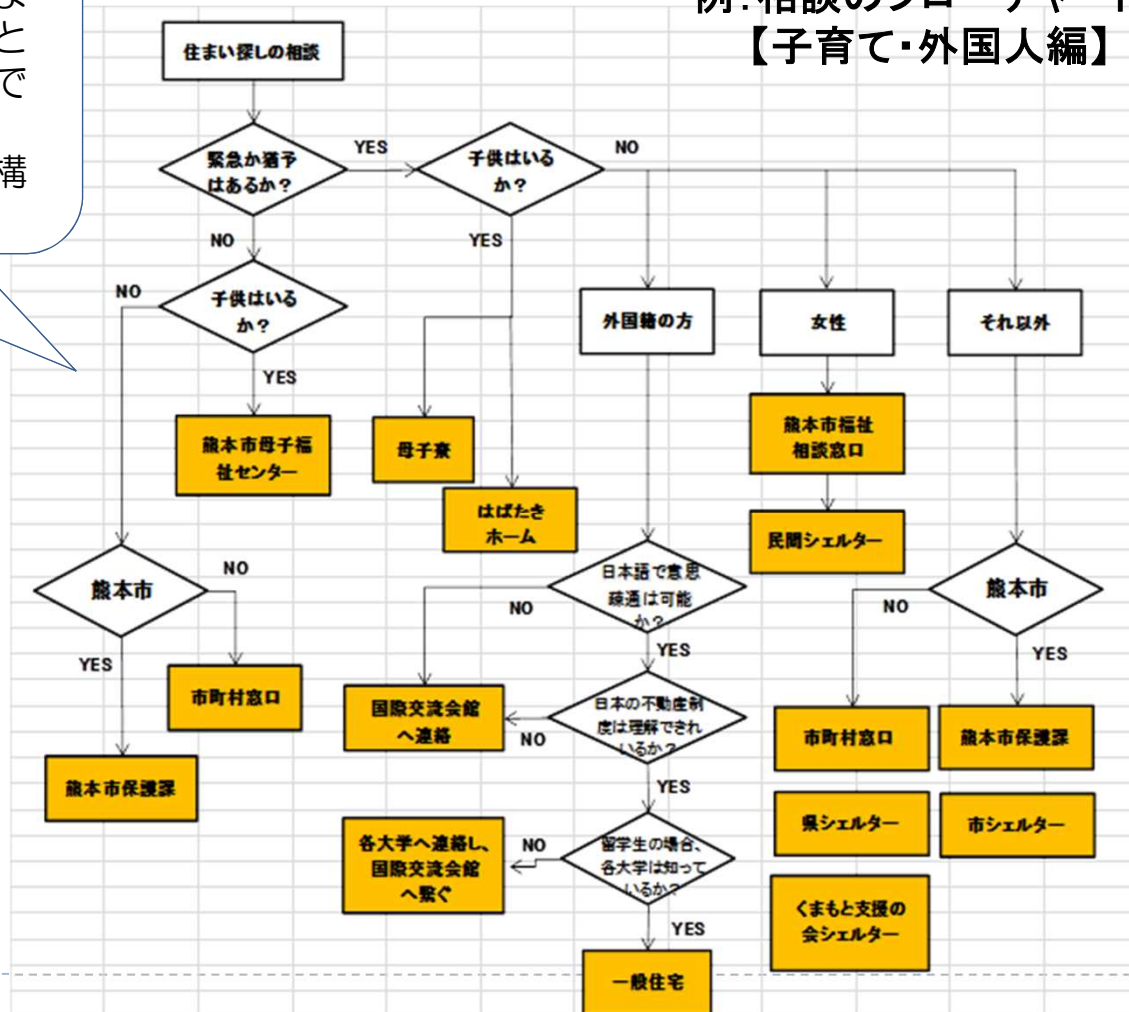 と
で
構
【子育て・外国人編】
住まい探しの相談
緊急か猶予
はあるか？
YES
子供はいる
か？
NO
NO
YES
子供はいる
か？
NO
YES
外国籍の方
女性
それ以外
熊本市母子福
祉センター
母子寮
はばたき
ホーム
熊本市福祉
相談窓口
民間シェルター
熊本市
NO
YES
市町村窓口
熊本市保護課
日本語で意思
疎通は可能
か？
NO
YES
国際交流会館
へ連絡
日本の不動産制
度は理解できれ
いるか？
NO
YES
留学生の場合、
各大学は知って
いるか？
NO
YES
各大学へ連絡し、
国際交流会館
へ繋ぐ
一般住宅
熊本市
NO
YES
市町村窓口
熊本市保護課
県シェルター
市シェルター
くまもと支援の
会シェルター